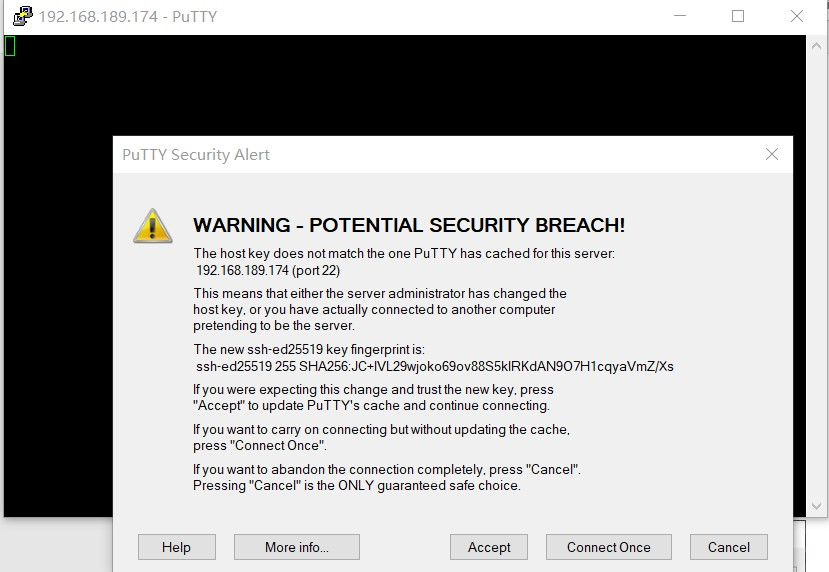 192.168.189.174 - PuTTY
PuTTY Security Alert
WARNING - POTENTIAL SECURITY BREACH!
The host key does not match the one PuTTY has cached for this server:
192.168.189.174 (port 22)
This means that either the server administrator has changed the
host key, or you have actually connected to another computer
pretending to be the server.
The new ssh-ed25519 key fingerprint is:
ssh-ed25519 255 SHA256:JC+lVL29wjoko69ov88S5klRKdAN9O7H1cqyaVmZ/Xs
If you were expecting this change and trust the new key, press
"Accept" to update PuTTY's cache and continue connecting.
If you want to carry on connecting but without updating the cache,
press "Connect Once".
If you want to abandon the connection completely, press "Cancel".
Pressing "Cancel" is the ONLY guaranteed safe choice.
Help More info... Accept Connect Once Cancel